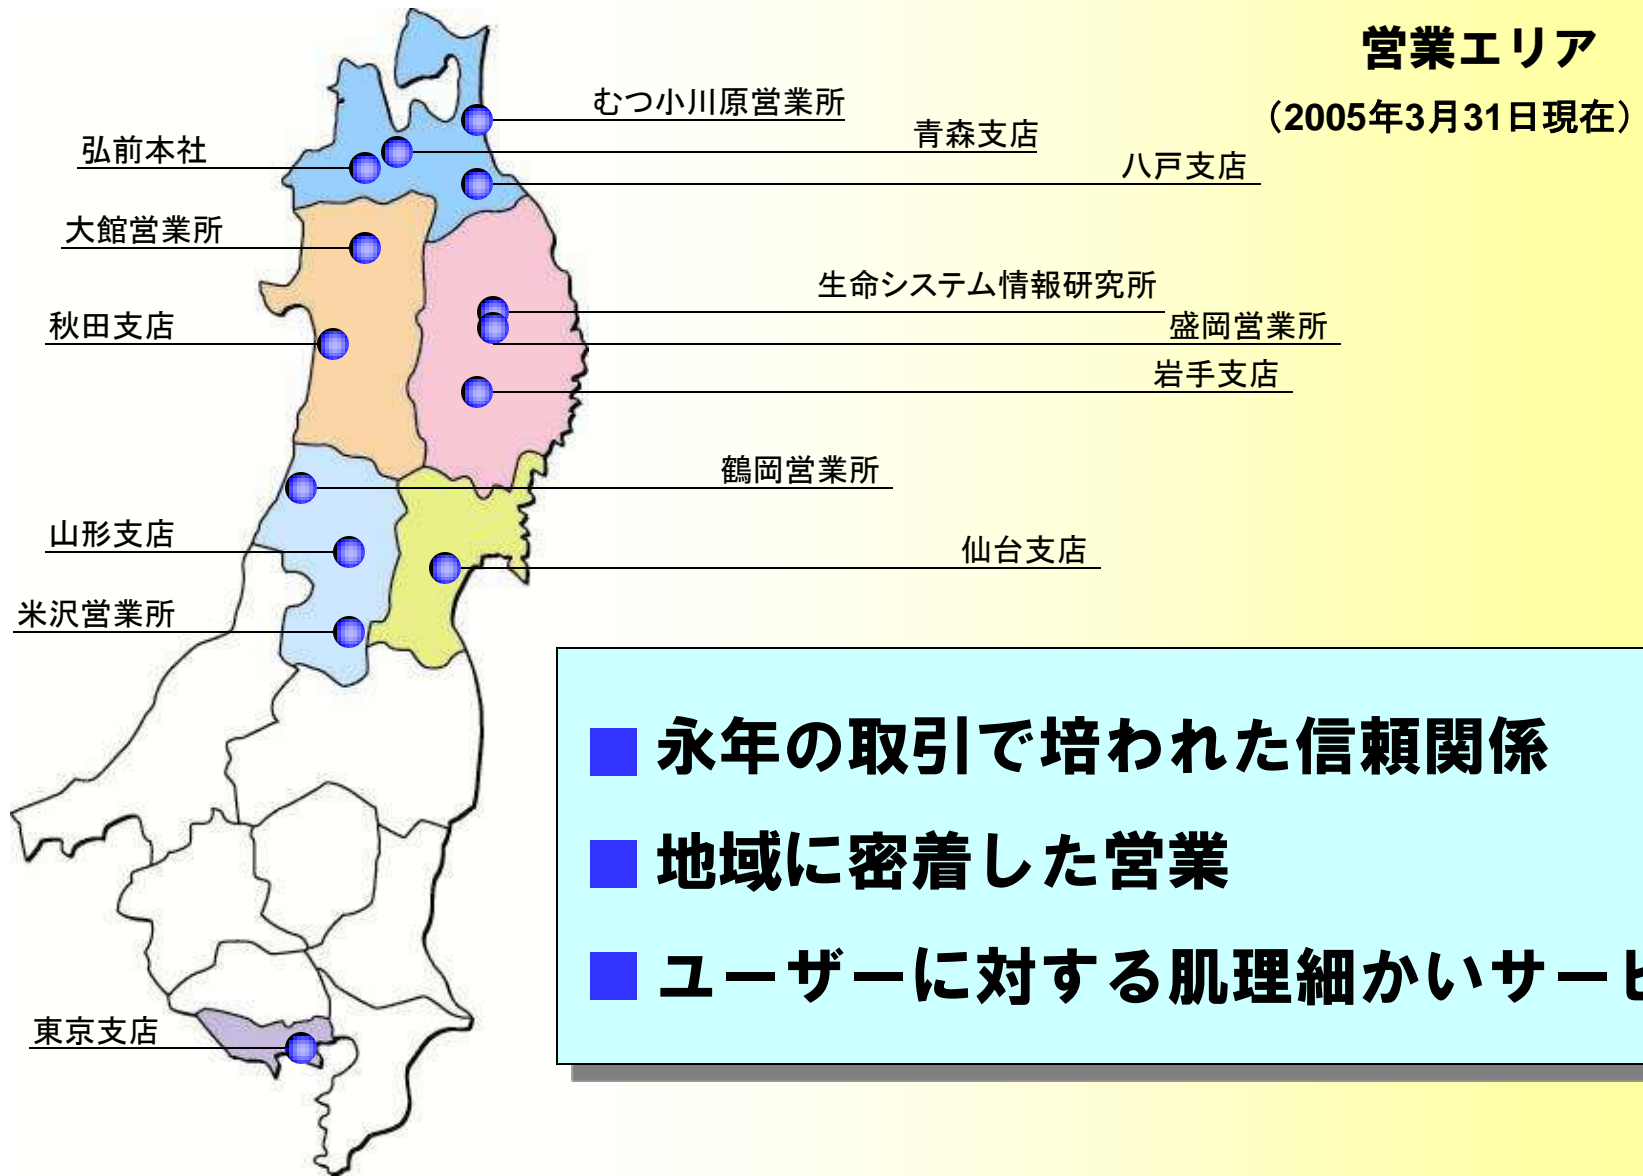 営業エリア
（2005年3月31日現在）
むつ小川原営業所
青森支店
弘前本社
八戸支店
大館営業所
生命システム情報研究所
秋田支店
盛岡営業所
岩手支店
鶴岡営業所
山形支店
仙台支店
米沢営業所
■ 永年の取引で培われた信頼関係
■ 地域に密着した営業
■ ユーザーに対する肌理細かいサービ
東京支店